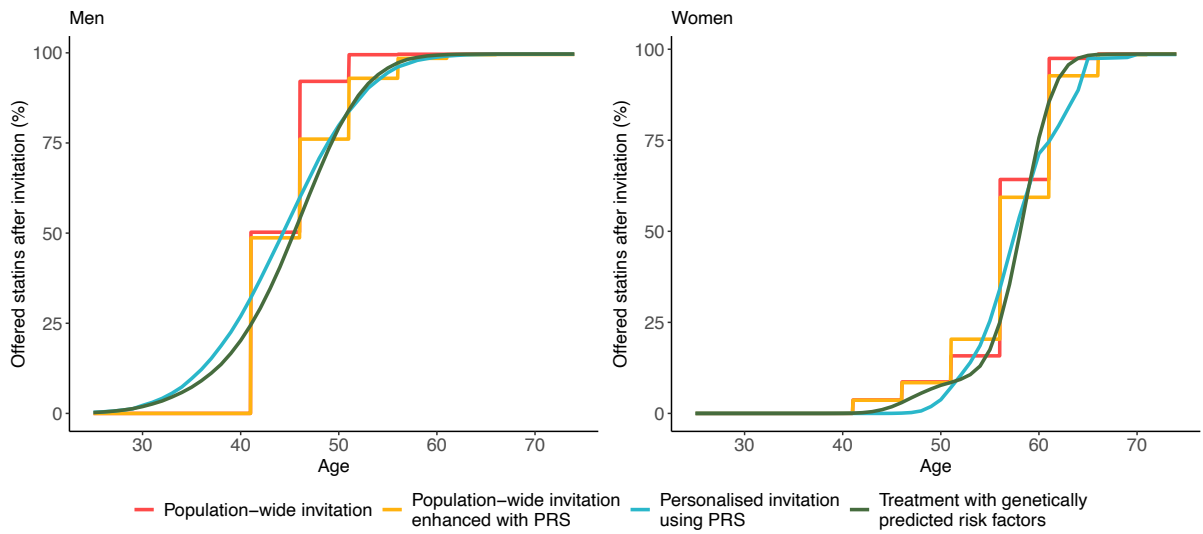 Men
Women
Offered statins after invitation (%)
100
75
50
25
0
30
40
50
60
70
Age
Offered statins after invitation (%)
100
75
50
25
0
30
40
50
60
70
Age
Population−wide invitation
Population−wide invitation
enhanced with PRS
Personalised invitation
using PRS
Treatment with genetically
predicted risk factors